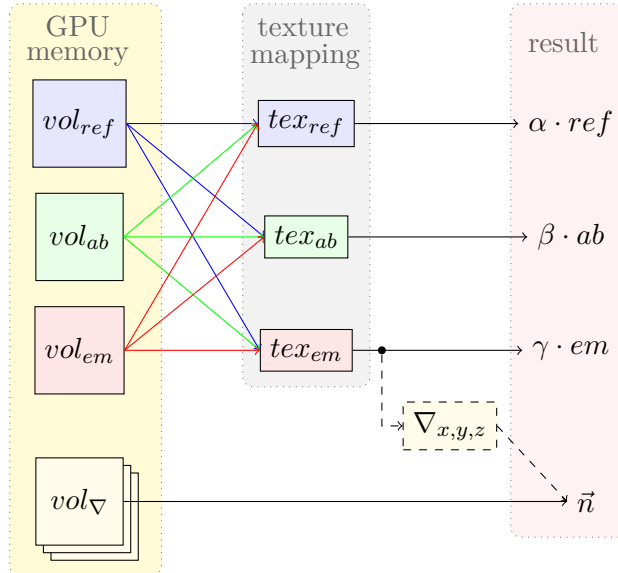 GPU
memory
texture
mapping
result
vol_ref
tex_ref
α · ref
vol_ab
tex_ab
β · ab
vol_em
tex_em
γ · em
∇_x,y,z
vol_∇
n⃗